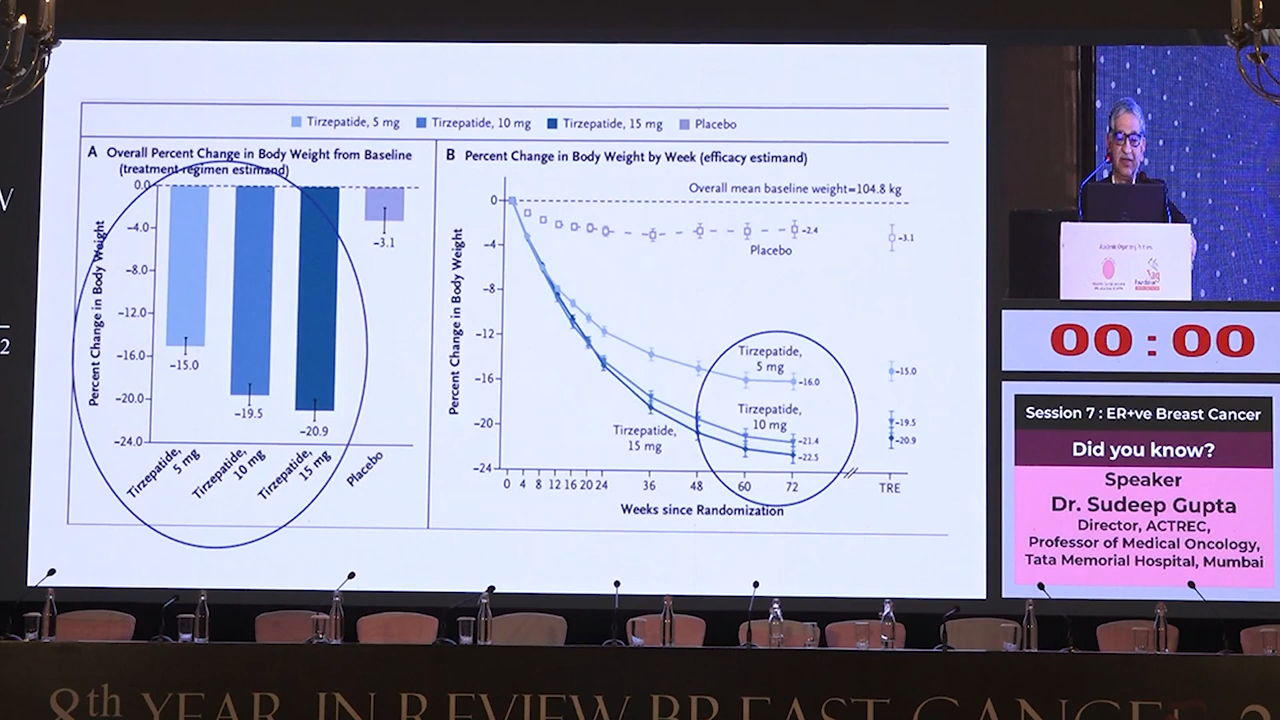 Tirzepatide, 5 mg Tirzepatide, 10 mg Tirzepatide, 15 mg Placebo
A Overall Percent Change in Body Weight from Baseline
(treatment-regimen estimand)
Percent Change in Body Weight
0.0
−4.0
−8.0
−12.0
−16.0
−20.0
−24.0
−15.0
−19.5
−20.9
−3.1
Tirzepatide,
5 mg
Tirzepatide,
10 mg
Tirzepatide,
15 mg
Placebo
B Percent Change in Body Weight by Week (efficacy estimand)
Overall mean baseline weight=104.8 kg
Percent Change in Body Weight
0
−4
−8
−12
−16
−20
−24
−2.4
−3.1
Placebo
Tirzepatide,
5 mg
−16.0
−15.0
Tirzepatide,
10 mg
−21.4
−19.5
Tirzepatide,
15 mg
−22.5
−20.9
0 4 8 12 16 20 24 36 48 60 72 TRE
Weeks since Randomization
V
2
00:00
Session 7 : ER+ve Breast Cancer
Did you know?
Speaker
Dr. Sudeep Gupta
Director, ACTREC,
Professor of Medical Oncology,
Tata Memorial Hospital, Mumbai
8th YEAR IN REVIEW BREAST CANCE